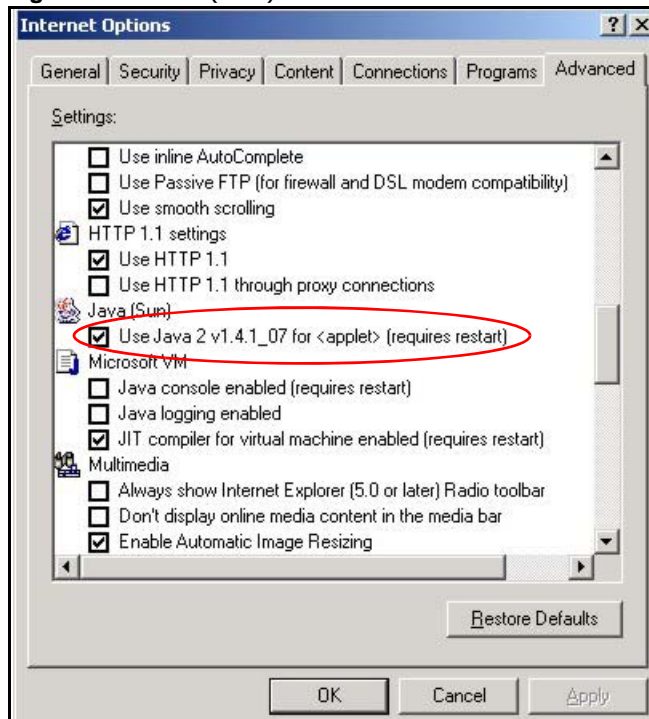 Internet Options
General Security Privacy Content Connections Programs Advanced
Settings:
Use inline AutoComplete
Use Passive FTP (for firewall and DSL modem compatibility)
Use smooth scrolling
HTTP 1.1 settings
Use HTTP 1.1
Use HTTP 1.1 through proxy connections
Java (Sun)
Use Java 2 v1.4.1_07 for <applet> (requires restart)
Microsoft VM
Java console enabled (requires restart)
Java logging enabled
JIT compiler for virtual machine enabled (requires restart)
Multimedia
Always show Internet Explorer (5.0 or later) Radio toolbar
Don't display online media content in the media bar
Enable Automatic Image Resizing
Restore Defaults
OK Cancel Apply